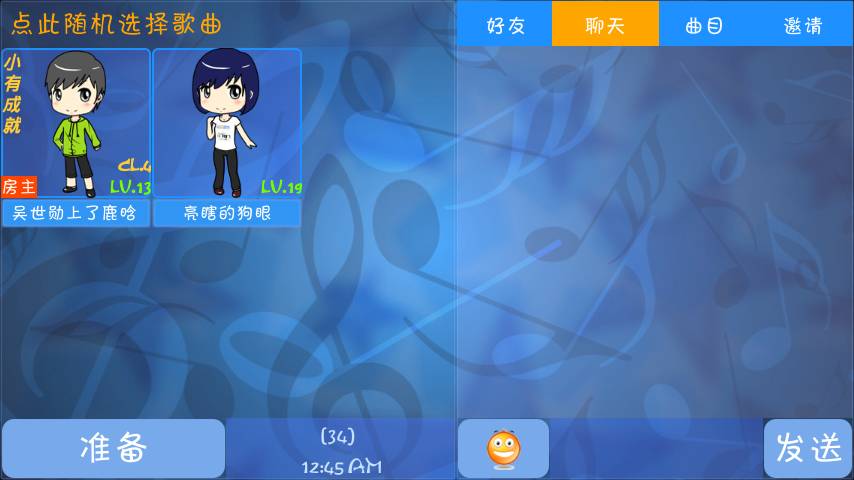 点此随机选择歌曲
好友 聊天 曲目 邀请
小有成就
CL.4
房主
LV.13
LV.19
吴世勋上了鹿晗
亮瞎的狗眼
准备
(34)
12:45 AM
发送